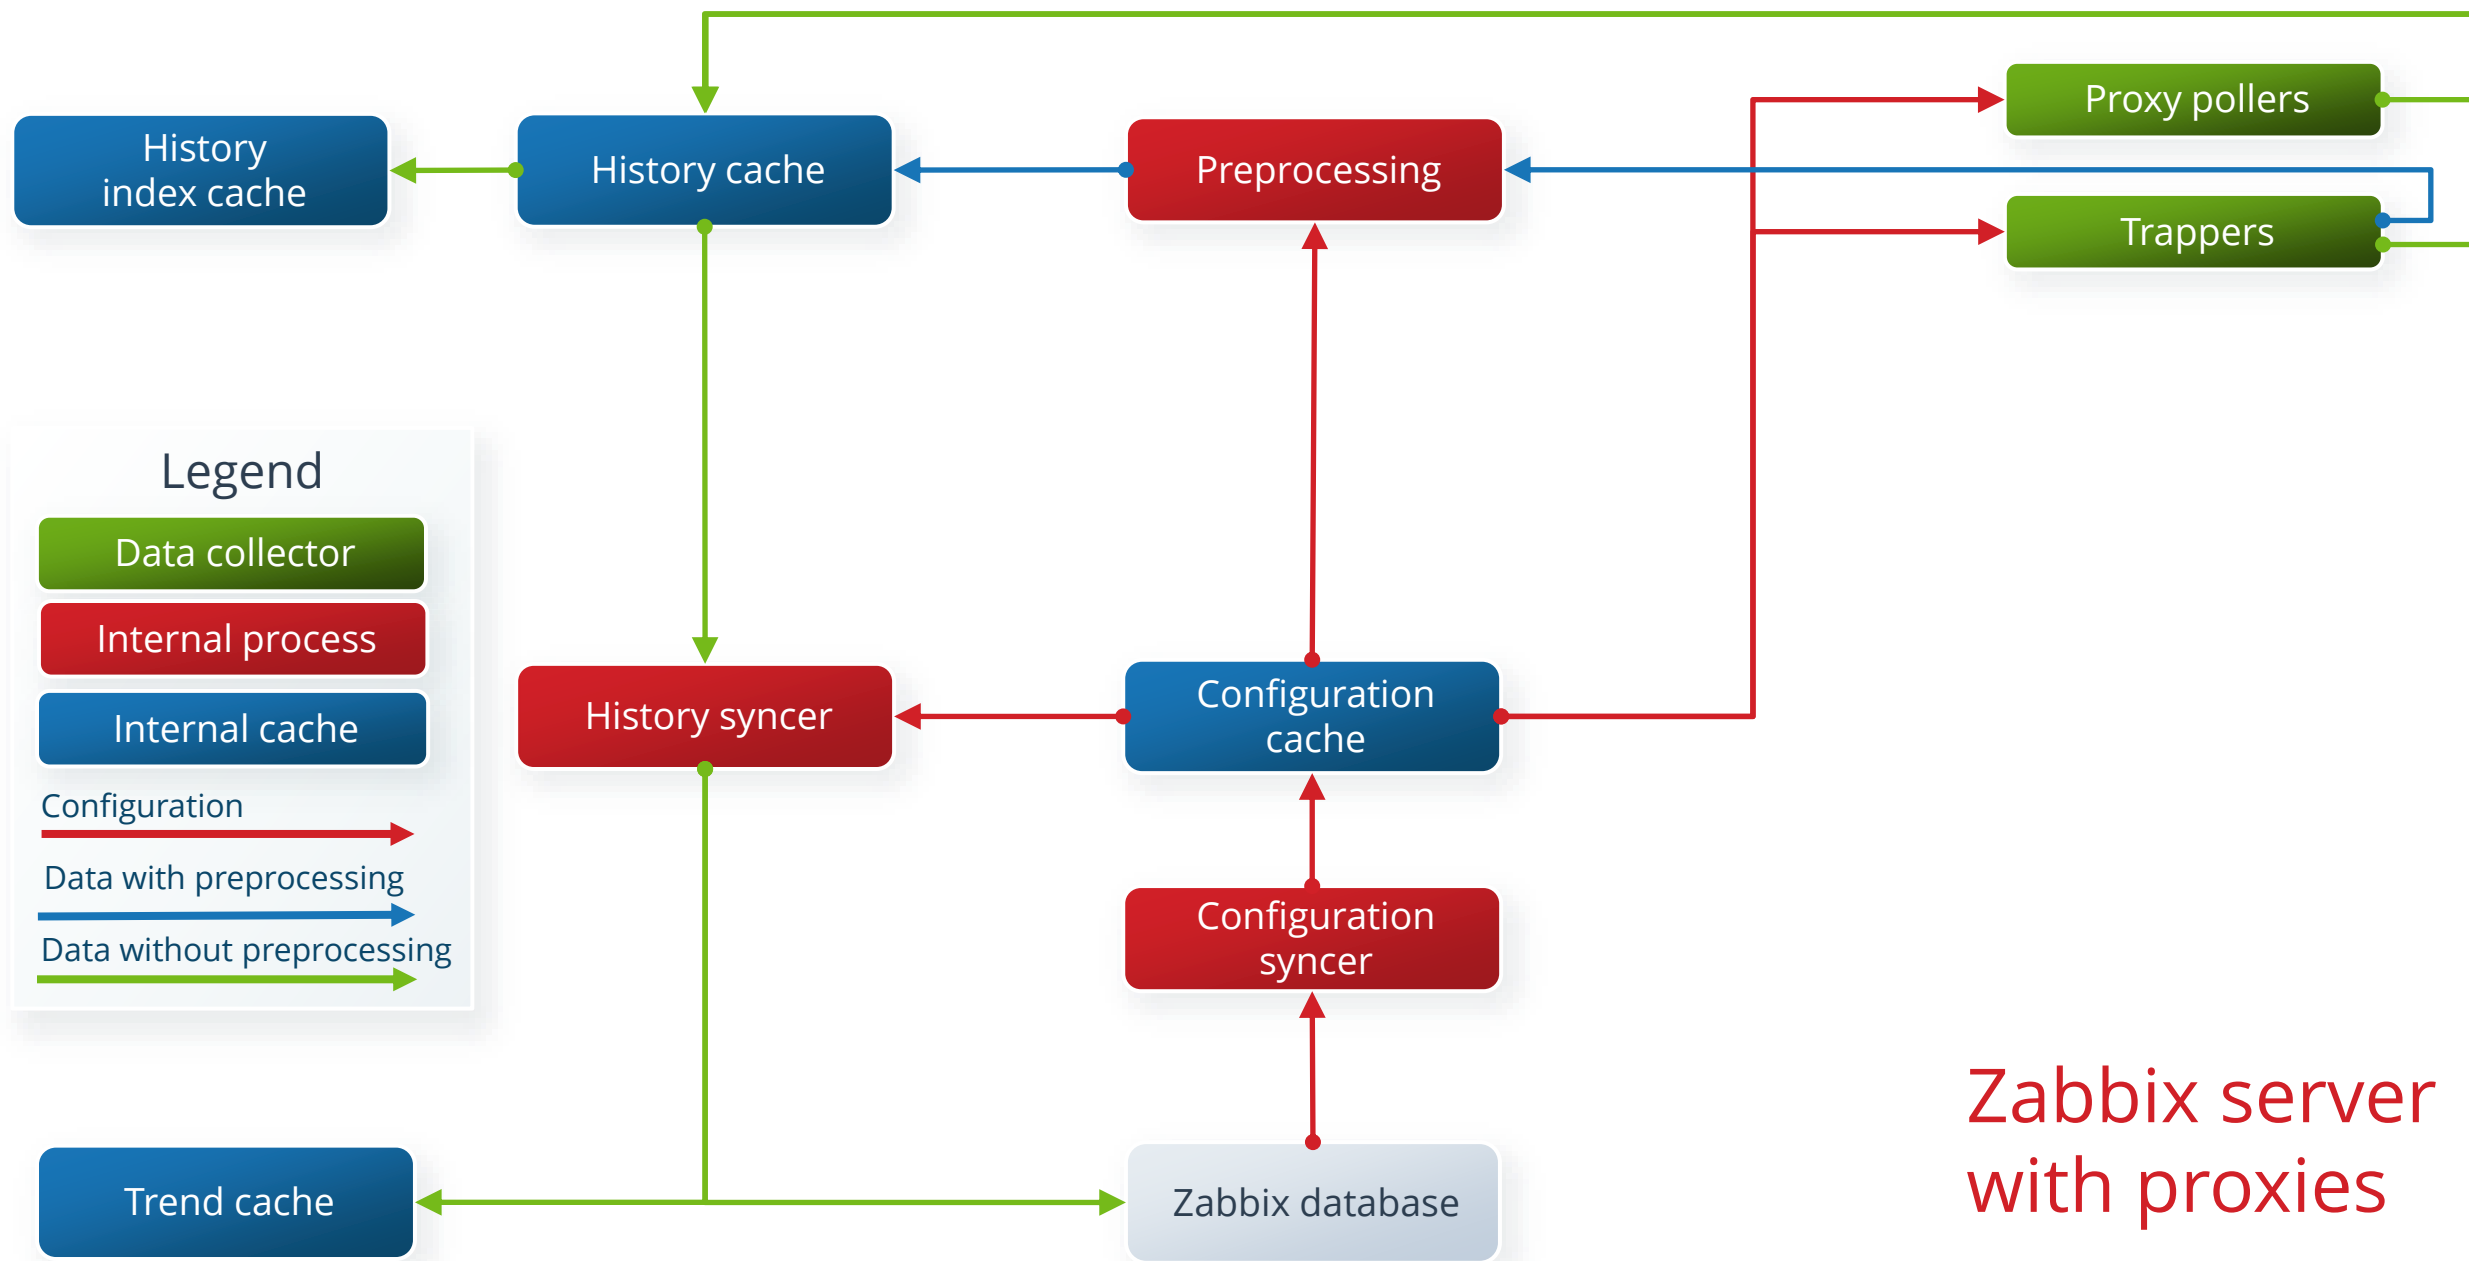 Proxy pollers
History
index cache
History cache
Preprocessing
Trappers
Legend
Data collector
Internal process
Internal cache
Configuration
Data with preprocessing
Data without preprocessing
History syncer
Configuration
cache
Configuration
syncer
Trend cache
Zabbix database
Zabbix server
with proxies